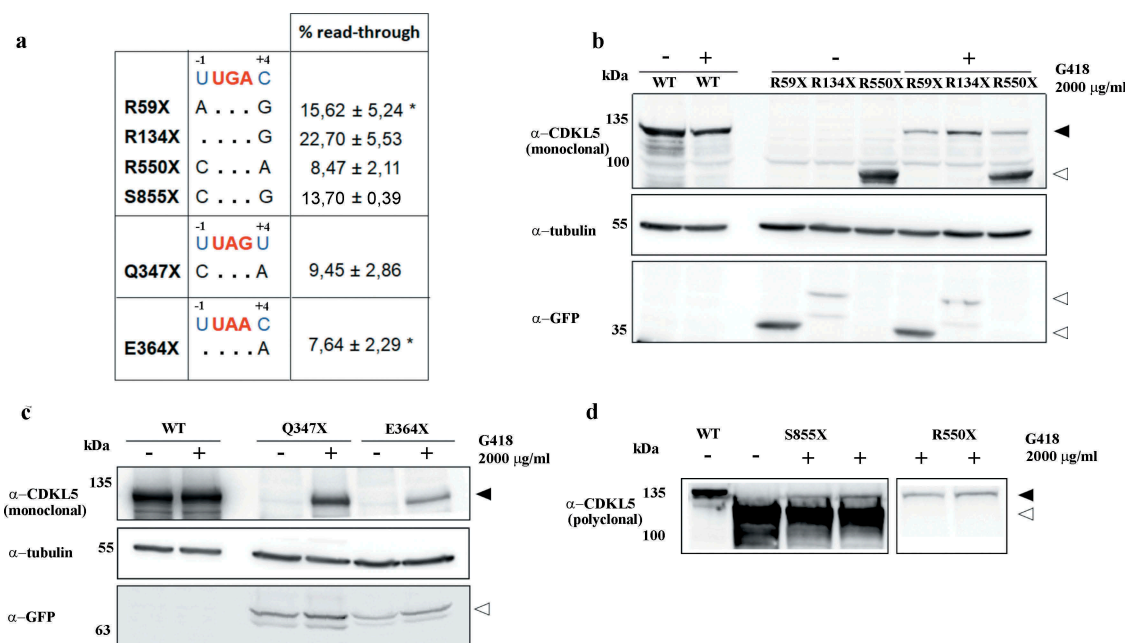 a
% read-through
-1 +4
U UGA C
R59X A . . . G 15,62 ± 5,24 *
R134X . . . . G 22,70 ± 5,53
R550X C . . . A 8,47 ± 2,11
S855X C . . . G 13,70 ± 0,39
-1 +4
U UAG U
Q347X C . . . A 9,45 ± 2,86
-1 +4
U UAA C
E364X . . . . A 7,64 ± 2,29 *
b
- + - + G418
kDa WT WT R59X R134X R550X R59X R134X R550X 2000 µg/ml
135
α–CDKL5
(monoclonal)
100
α–tubulin 55
α–GFP
35
c
WT Q347X E364X
kDa - + - + - + G418
2000 µg/ml
135
α–CDKL5
(monoclonal)
α–tubulin 55
α–GFP
63
d
WT S855X R550X
kDa - - + + + + G418
2000 µg/ml
α–CDKL5 135
(polyclonal)
100